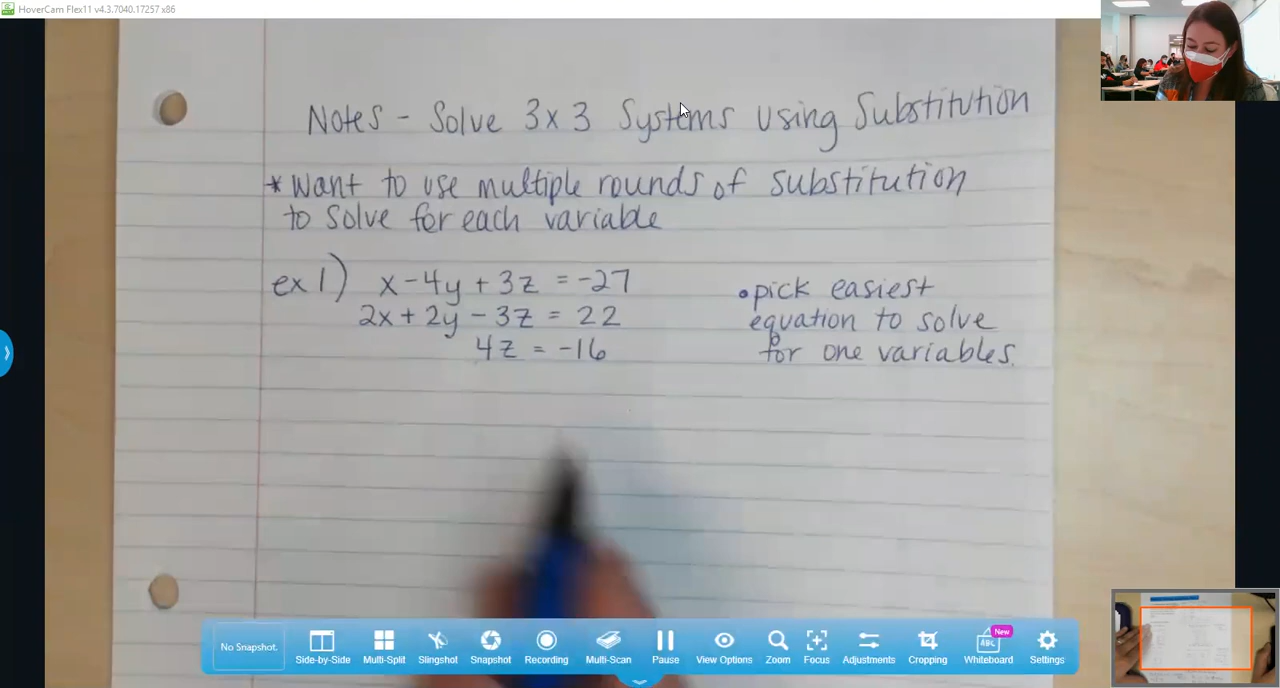 HoverCam Flex11 v4.3.7040.17257 x86
Notes - Solve 3x3 Systems Using Substitution
* Want to use multiple rounds of substitution
to solve for each variable
ex 1) x - 4y + 3z = -27
2x + 2y - 3z = 22
4z = -16
• pick easiest
equation to solve
for one variables.
No Snapshot.
Side-by-Side
Multi-Split
Slingshot
Snapshot
Recording
Multi-Scan
Pause
View Options
Zoom
Focus
Adjustments
Cropping
New
ABC
Whiteboard
Settings